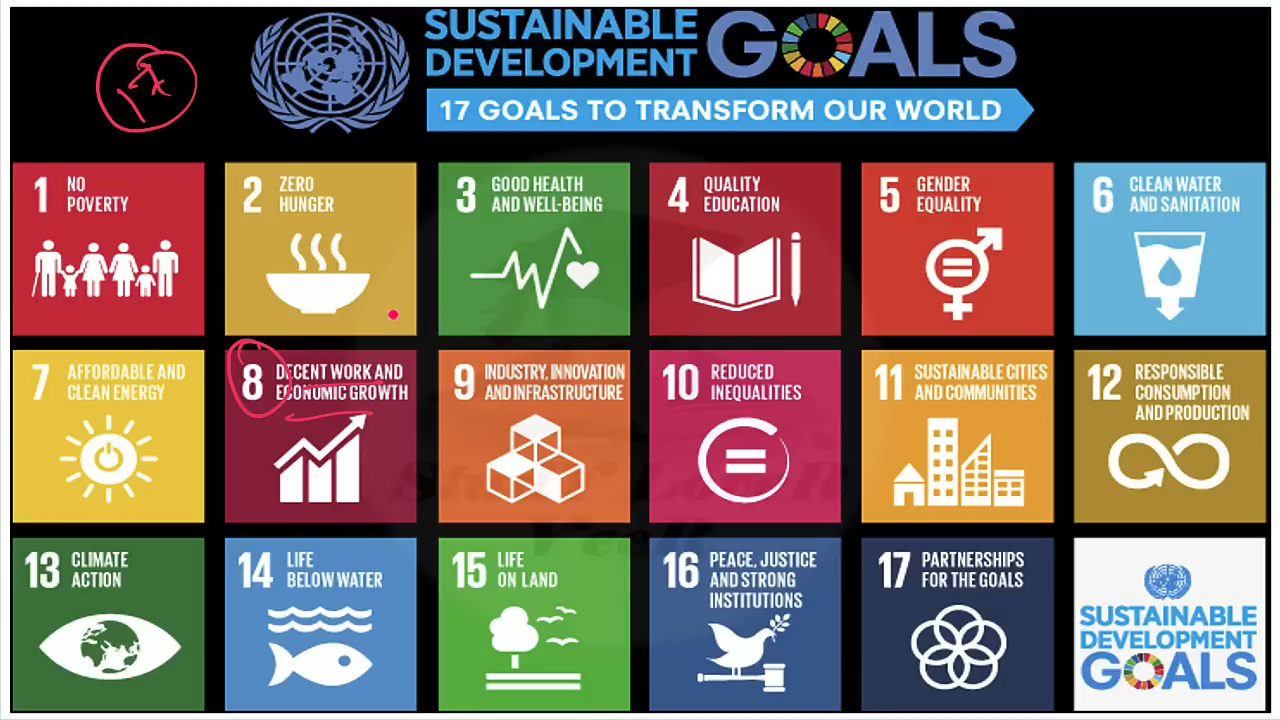 SUSTAINABLE
DEVELOPMENT
GOALS
17 GOALS TO TRANSFORM OUR WORLD
1 NO
POVERTY
2 ZERO
HUNGER
3 GOOD HEALTH
AND WELL-BEING
4 QUALITY
EDUCATION
5 GENDER
EQUALITY
6 CLEAN WATER
AND SANITATION
7 AFFORDABLE AND
CLEAN ENERGY
8 DECENT WORK AND
ECONOMIC GROWTH
9 INDUSTRY, INNOVATION
AND INFRASTRUCTURE
10 REDUCED
INEQUALITIES
11 SUSTAINABLE CITIES
AND COMMUNITIES
12 RESPONSIBLE
CONSUMPTION
AND PRODUCTION
13 CLIMATE
ACTION
14 LIFE
BELOW WATER
15 LIFE
ON LAND
16 PEACE, JUSTICE
AND STRONG
INSTITUTIONS
17 PARTNERSHIPS
FOR THE GOALS
SUSTAINABLE
DEVELOPMENT
GOALS